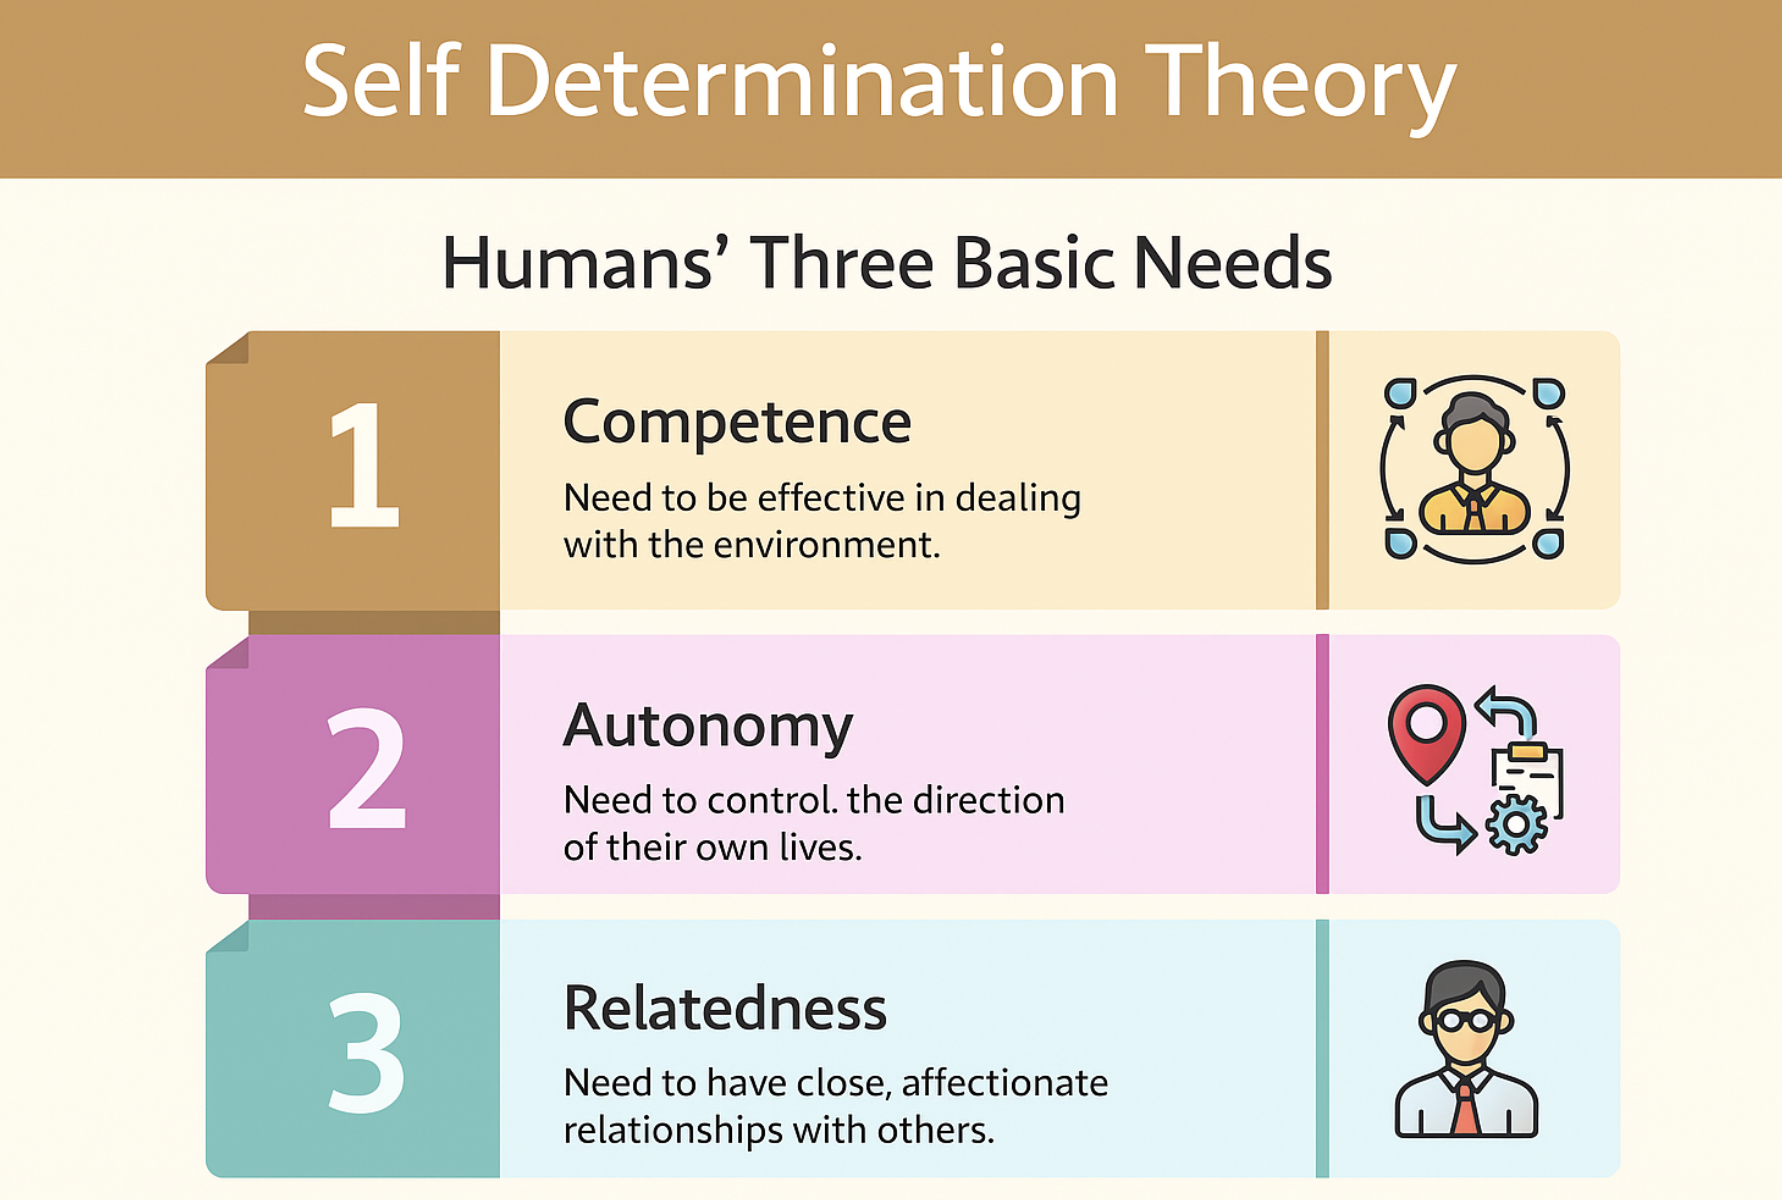 Self Determination Theory
Humans’ Three Basic Needs
1
Competence
Need to be effective in dealing
with the environment.
2
Autonomy
Need to control. the direction
of their own lives.
3
Relatedness
Need to have close, affectionate
relationships with others.